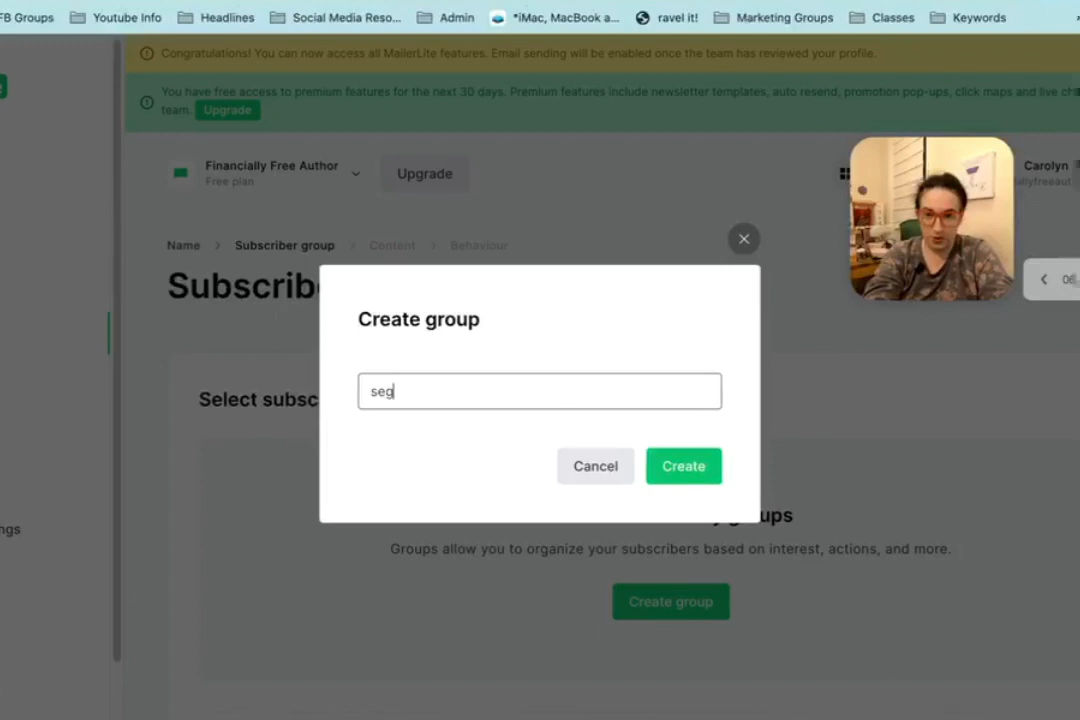 FB Groups Youtube Info Headlines Social Media Reso... Admin *iMac, MacBook a... ravel it! Marketing Groups Classes Keywords
Congratulations! You can now access all MailerLite features. Email sending will be enabled once the team has reviewed your profile.
You have free access to premium features for the next 30 days. Premium features include newsletter templates, auto resend, promotion pop-ups, click maps and live
team. Upgrade
Financially Free Author
Free plan
Upgrade
Carolyn
Name > Subscriber group > Content > Behaviour
Subscrib
Create group
seg
Select subsc
Cancel Create
ups
Groups allow you to organize your subscribers based on interest, actions, and more.
ngs
Create group